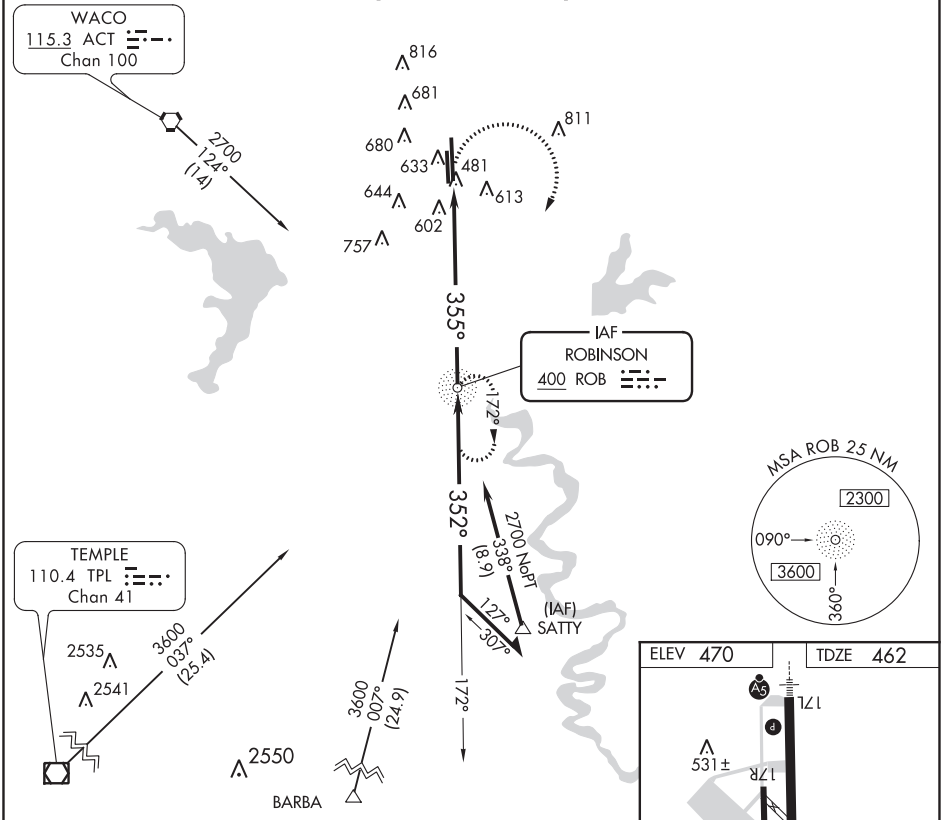 WACO
115.3 ACT
Chan 100
2700
124°
(14)
816
681
680
633
481
811
613
644
602
757
355°
IAF
ROBINSON
400 ROB
172°
352°
2700 NoPT
338°
(8.9)
(IAF)
SATTY
127°
307°
172°
MSA ROB 25 NM
2300
090°
3600
360°
TEMPLE
110.4 TPL
Chan 41
3600
037°
(25.4)
2535
2541
2550
3600
007°
(24.9)
BARBA
ELEV 470
TDZE 462
A5
17L
P
531±
17R